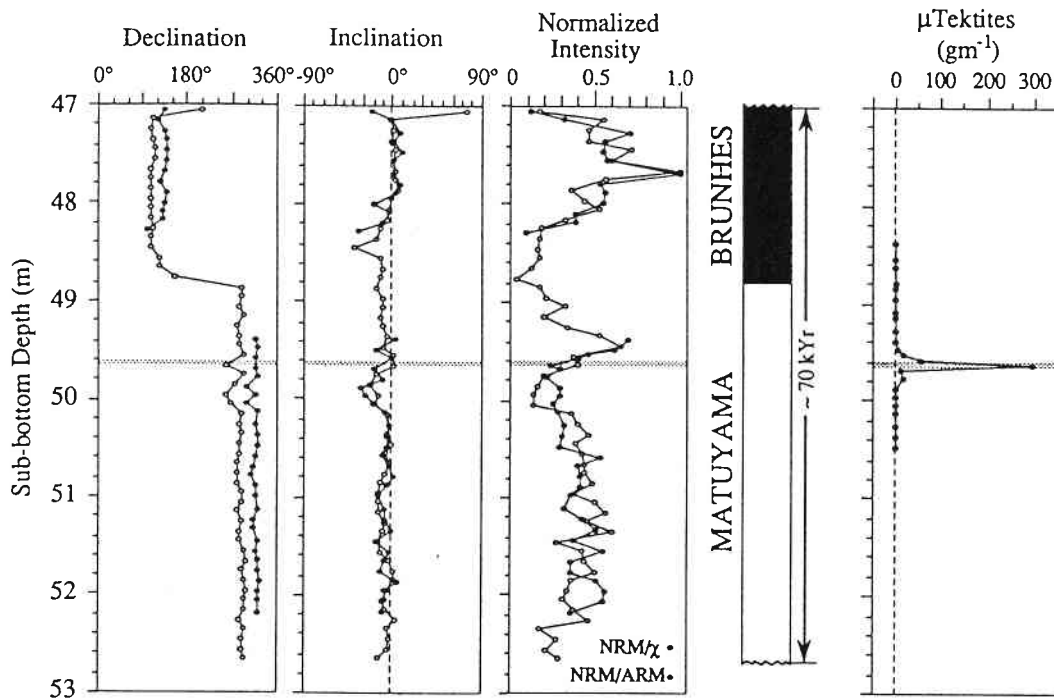 Declination
Inclination
Normalized
Intensity
μTektites
(gm⁻¹)
0° 180° 360°
-90° 0° 90°
0 0.5 1.0
0 100 200 300
47
48
49
50
51
52
53
Sub-bottom Depth (m)
BRUNHES
MATUYAMA
~ 70 kYr
NRM/χ •
NRM/ARM •